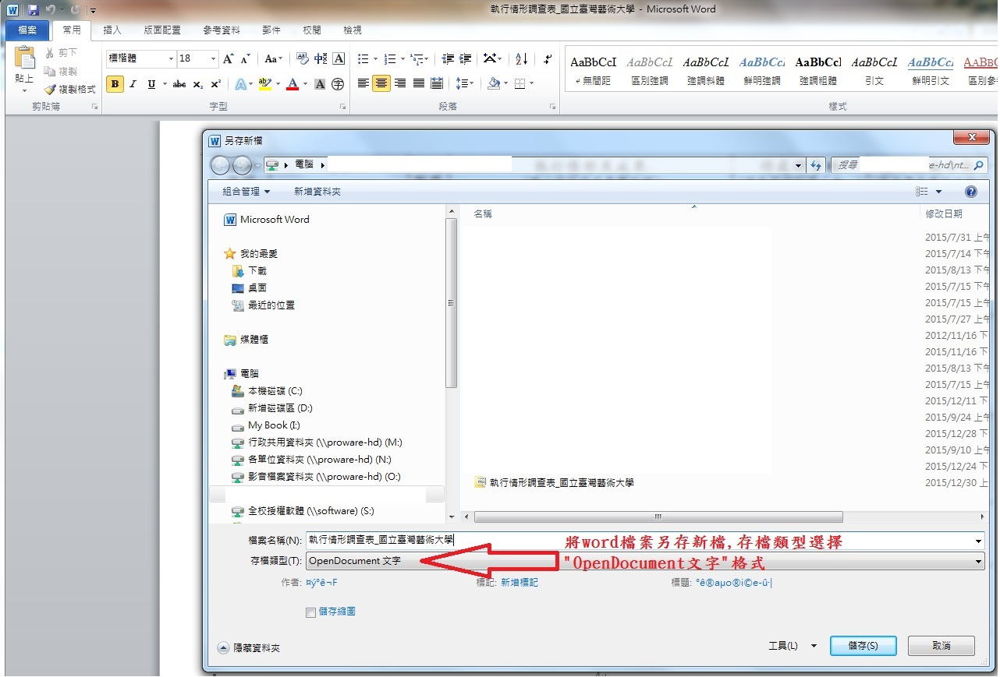 執行情形調查表_國立臺灣藝術大學 - Microsoft Word
檔案 常用 插入 版面配置 參考資料 郵件 校閱 檢視
貼上 剪下 複製 複製格式
標楷體 18
AaBbCcI AaBbCcL AaBbCcL AaBbCcL AaBbCcI AaBbCcL AaBbCcL
無間距 區別強調 強調斜體 鮮明強調 強調粗體 引文 鮮明引文
剪貼簿 字型 段落 樣式
另存新檔
電腦
搜尋 e-hd\nt...
組合管理 新增資料夾
Microsoft Word
名稱 修改日期
我的最愛
下載
桌面
最近的位置
媒體櫃
電腦
本機磁碟 (C:)
新增磁碟區 (D:)
My Book (I:)
行政共用資料夾 (\\proware-hd) (M:)
各單位資料夾 (\\proware-hd) (N:)
影音檔案資料夾 (\\proware-hd) (O:)
全校授權軟體 (\\software) (S:)
2015/7/31 上午
2015/7/14 下午
2015/8/13 下午
2015/7/15 下午
2015/7/15 上午
2015/7/27 上午
2012/11/16 下
2015/11/16 下
2015/8/13 下午
2015/7/15 上午
2015/12/11 下
2015/9/24 上午
2015/12/28 下
2015/9/10 上午
2015/12/24 下
執行情形調查表_國立臺灣藝術大學 2015/12/30 上
檔案名稱(N): 執行情形調查表_國立臺灣藝術大學
將word檔案另存新檔,存檔類型選擇
存檔類型(T): OpenDocument 文字
"OpenDocument文字"格式
作者: ¤ý°ê¬F 標記: 新增標記 標題: °ê®aµo®i©e-û·|
儲存縮圖
隱藏資料夾 工具(L) 儲存(S) 取消